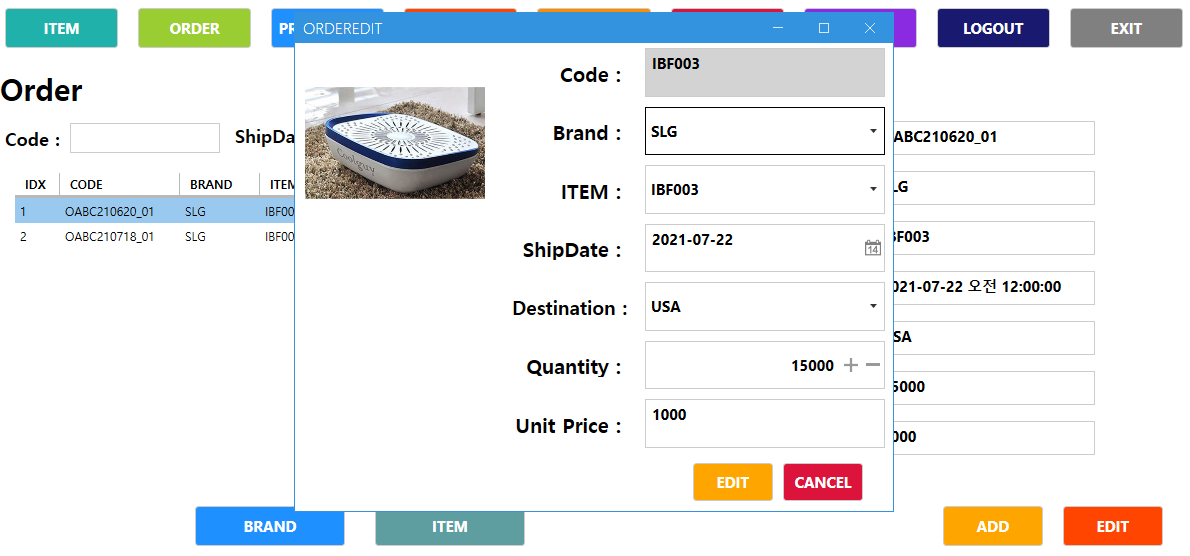 ITEM
ORDER
PR
LOGOUT
EXIT
ORDEREDIT
Order
Code :
ShipDa
IDX CODE BRAND ITEM
1 OABC210620_01 SLG IBF00
2 OABC210718_01 SLG IBF00
Coolguy
Code : IBF003
Brand : SLG
ITEM : IBF003
ShipDate : 2021-07-22
14
Destination : USA
Quantity : 15000
Unit Price : 1000
EDIT
CANCEL
ABC210620_01
LG
BF003
021-07-22 오전 12:00:00
SA
5000
000
BRAND
ITEM
ADD
EDIT